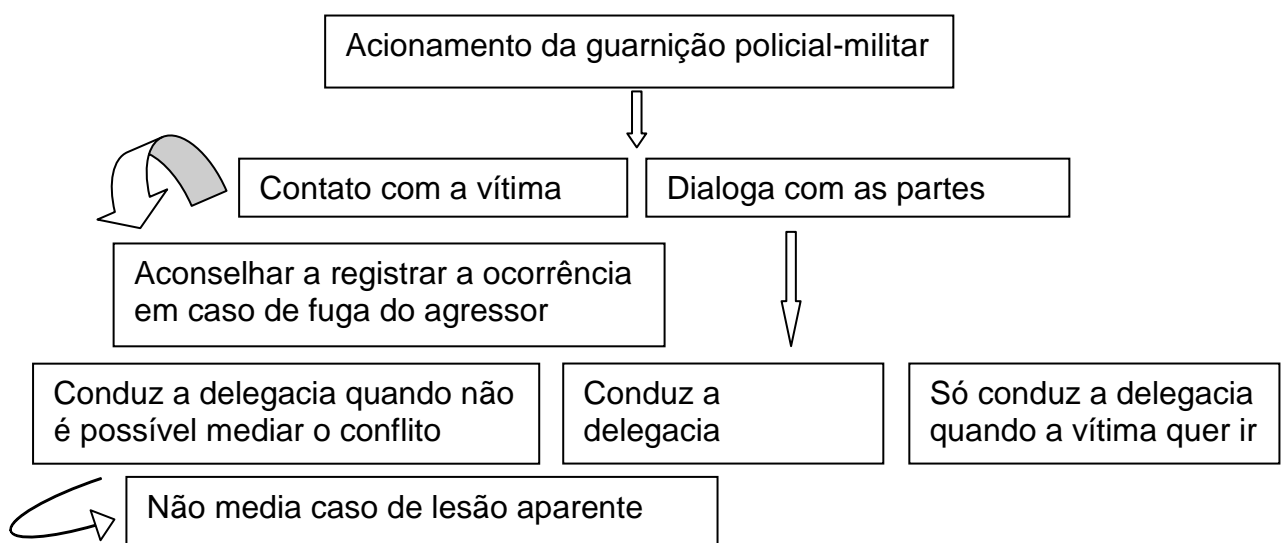 Acionamento da guarnição policial-militar
Contato com a vítima
Dialoga com as partes
Aconselhar a registrar a ocorrência
em caso de fuga do agressor
Conduz a delegacia quando não
é possível mediar o conflito
Conduz a
delegacia
Só conduz a delegacia
quando a vítima quer ir
Não media caso de lesão aparente